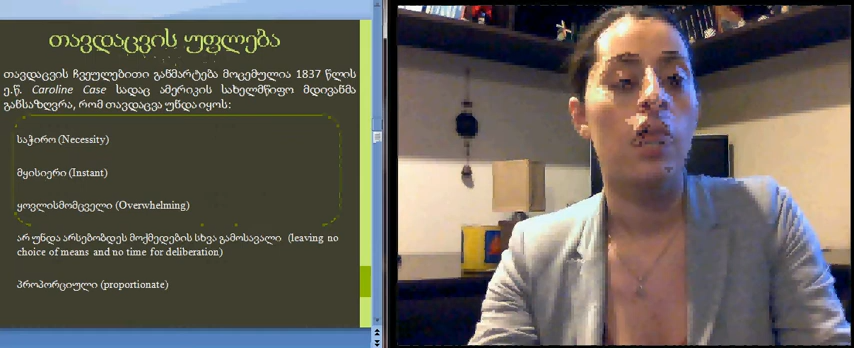 თავდაცვის უფლება
თავდაცვის ჩვეულებითი განმარტება მოცემულია 1837 წლის
ე.წ. Caroline Case სადაც ამერიკის სახელმწიფო მდივანმა
განსაზღვრა, რომ თავდაცვა უნდა იყოს:
საჭირო (Necessity)
მყისიერი (Instant)
ყოვლისმომცველი (Overwhelming)
არ უნდა არსებობდეს მოქმედების სხვა გამოსავალი (leaving no
choice of means and no time for deliberation)
პროპორციული (proportionate)